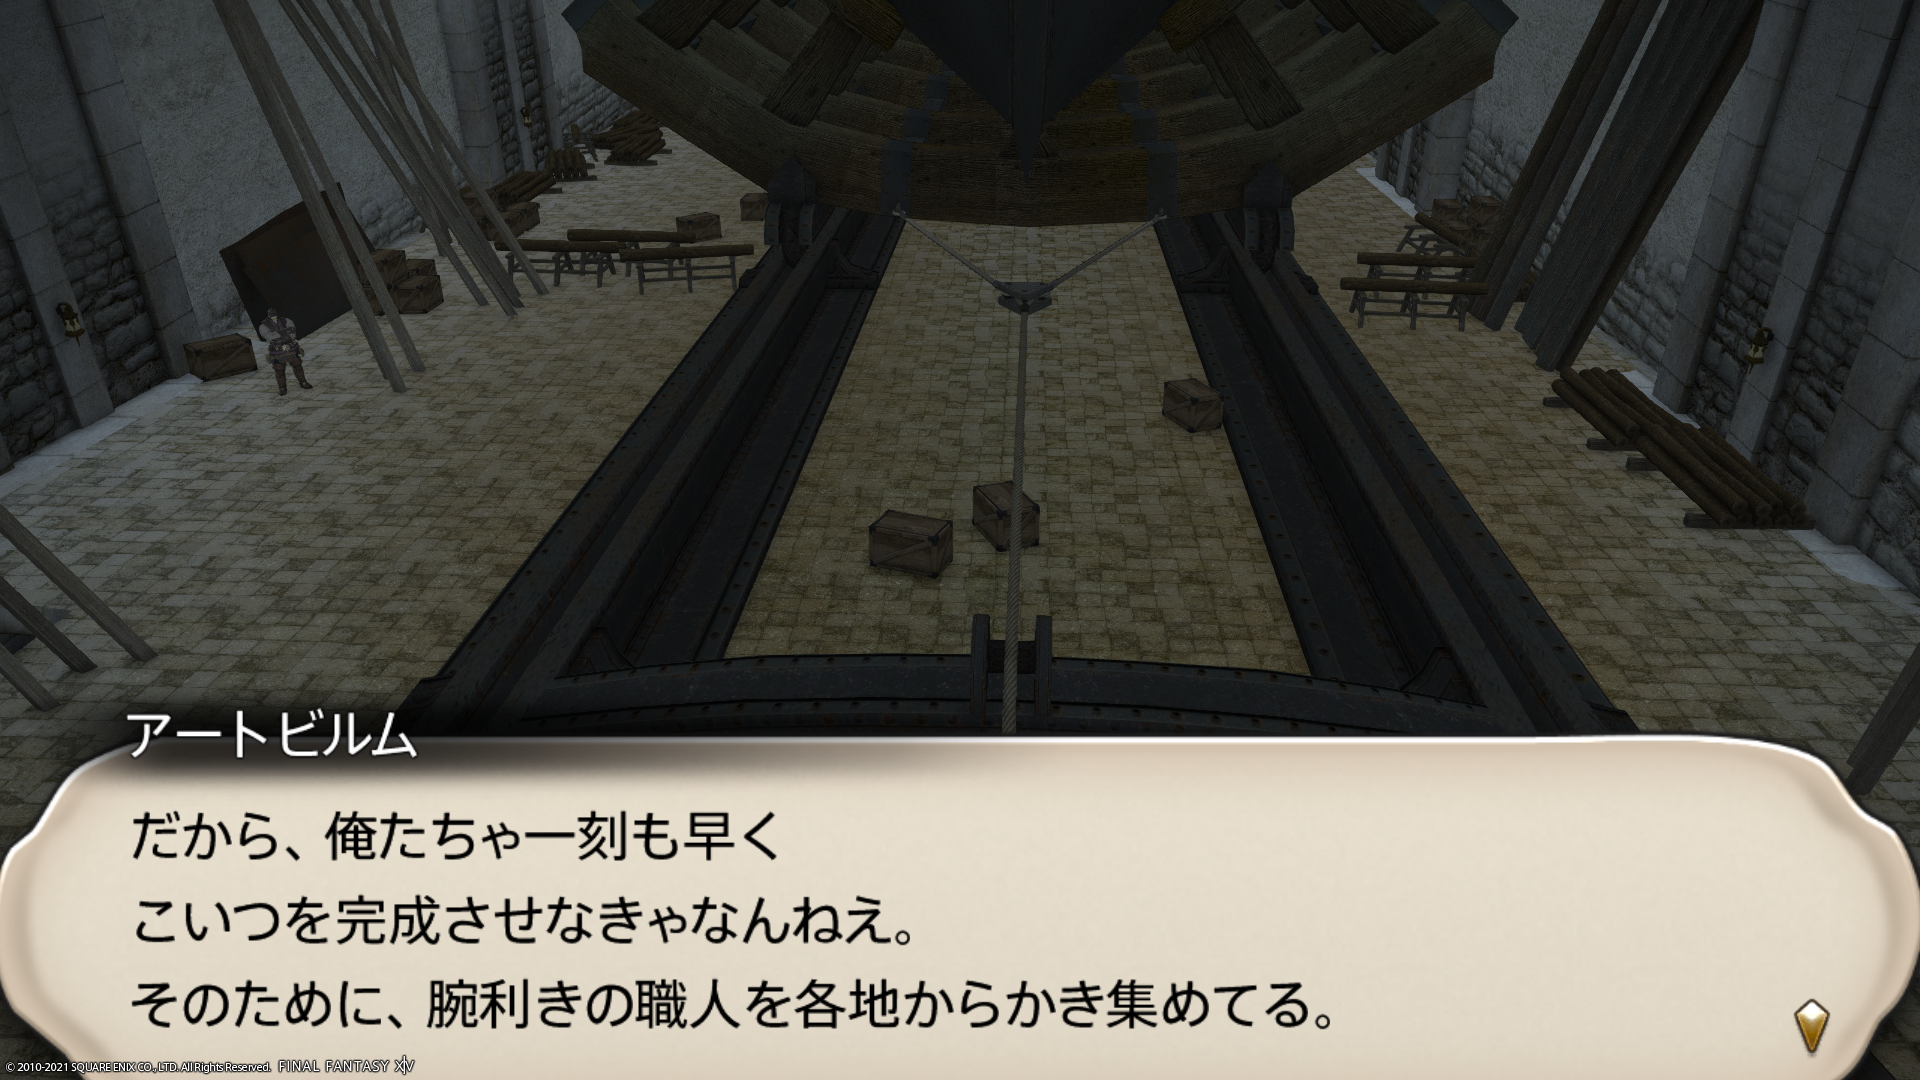 アートビルム
だから、俺たちゃ一刻も早く
こいつを完成させなきゃなんねえ。
そのために、腕利きの職人を各地からかき集めてる。
© 2010-2021 SQUARE ENIX CO., LTD. All Rights Reserved. FINAL FANTASY XIV